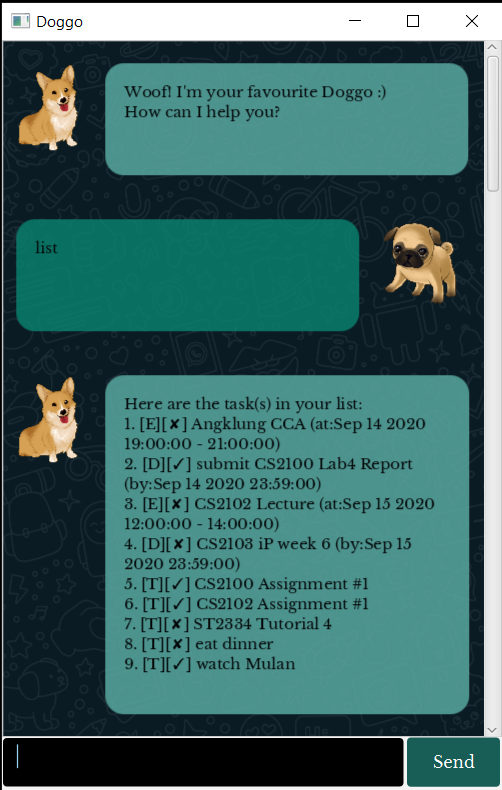 Doggo
Woof! I'm your favourite Doggo :)
How can I help you?
list
Here are the task(s) in your list:
1. [E][✘] Angklung CCA (at:Sep 14 2020
19:00:00 - 21:00:00)
2. [D][✓] submit CS2100 Lab4 Report
(by:Sep 14 2020 23:59:00)
3. [E][✘] CS2102 Lecture (at:Sep 15 2020
12:00:00 - 14:00:00)
4. [D][✘] CS2103 iP week 6 (by:Sep 15
2020 23:59:00)
5. [T][✓] CS2100 Assignment #1
6. [T][✓] CS2102 Assignment #1
7. [T][✘] ST2334 Tutorial 4
8. [T][✘] eat dinner
9. [T][✓] watch Mulan
Send